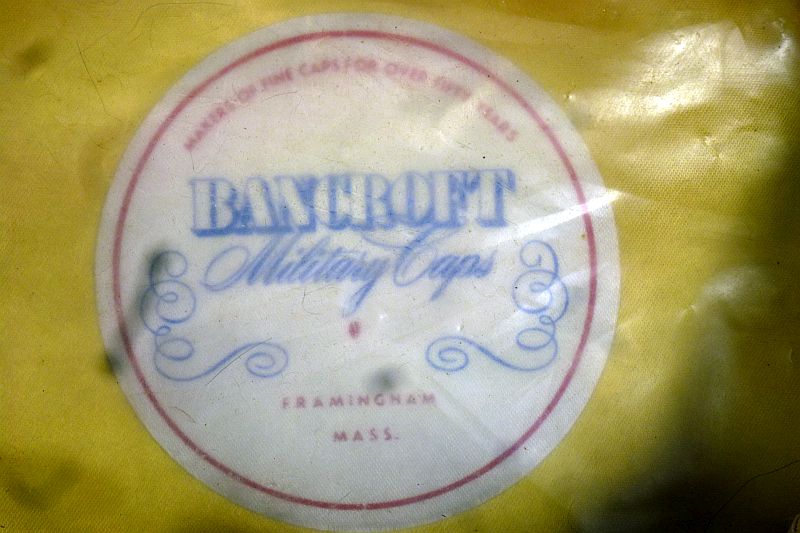 MAKERS OF FINE CAPS FOR OVER FIFTY YEARS
BANCROFT
Military Caps
FRAMINGHAM
MASS.